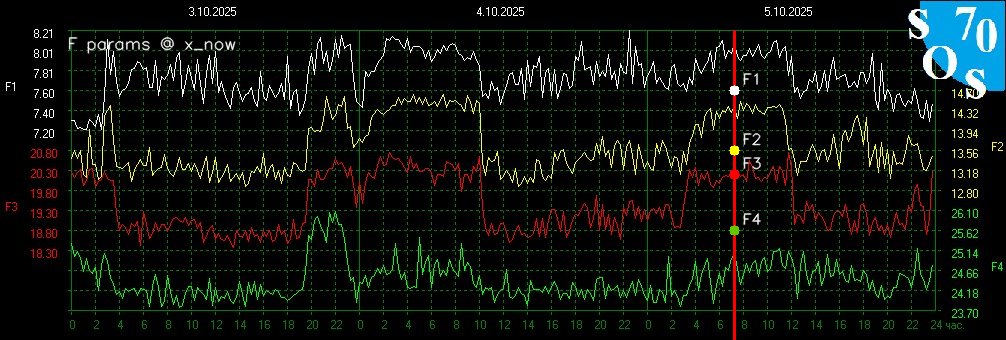 3.10.2025 4.10.2025 5.10.2025
F params @ x_now
SOS 70
8.21
8.01
7.81
7.60
7.40
7.20
F1
20.80
20.30
19.80
19.30
18.80
18.30
F3
F1
F2
F3
F4
14.70
14.32
13.94
13.56
13.18
12.80
F2
26.10
25.62
25.14
24.66
24.18
23.70
F4
0 2 4 6 8 10 12 14 16 18 20 22 0 2 4 6 8 10 12 14 16 18 20 22 0 2 4 6 8 10 12 14 16 18 20 22 24 час.